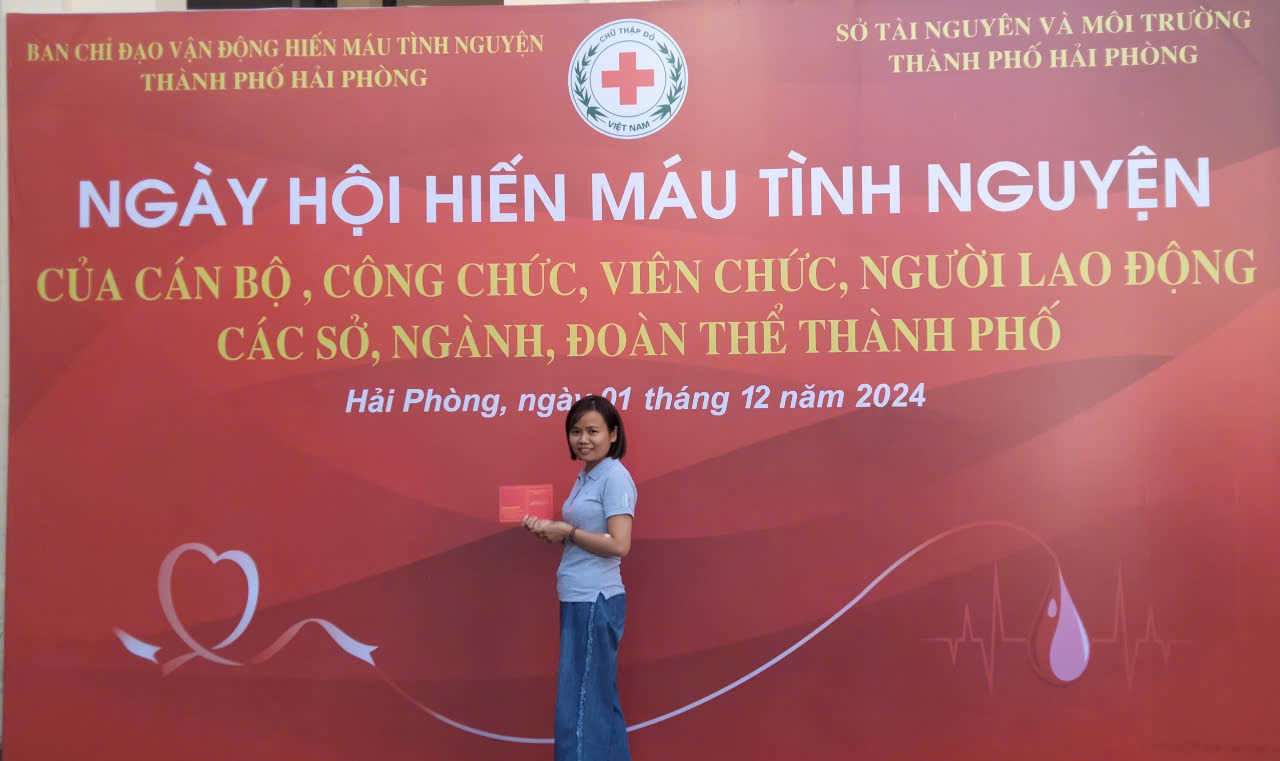 BAN CHỈ ĐẠO VẬN ĐỘNG HIẾN MÁU TÌNH NGUYỆN
THÀNH PHỐ HẢI PHÒNG
CHỮ THẬP ĐỎ
VIỆT NAM
SỞ TÀI NGUYÊN VÀ MÔI TRƯỜNG
THÀNH PHỐ HẢI PHÒNG
NGÀY HỘI HIẾN MÁU TÌNH NGUYỆN
CỦA CÁN BỘ , CÔNG CHỨC, VIÊN CHỨC, NGƯỜI LAO ĐỘNG
CÁC SỞ, NGÀNH, ĐOÀN THỂ THÀNH PHỐ
Hải Phòng, ngày 01 tháng 12 năm 2024